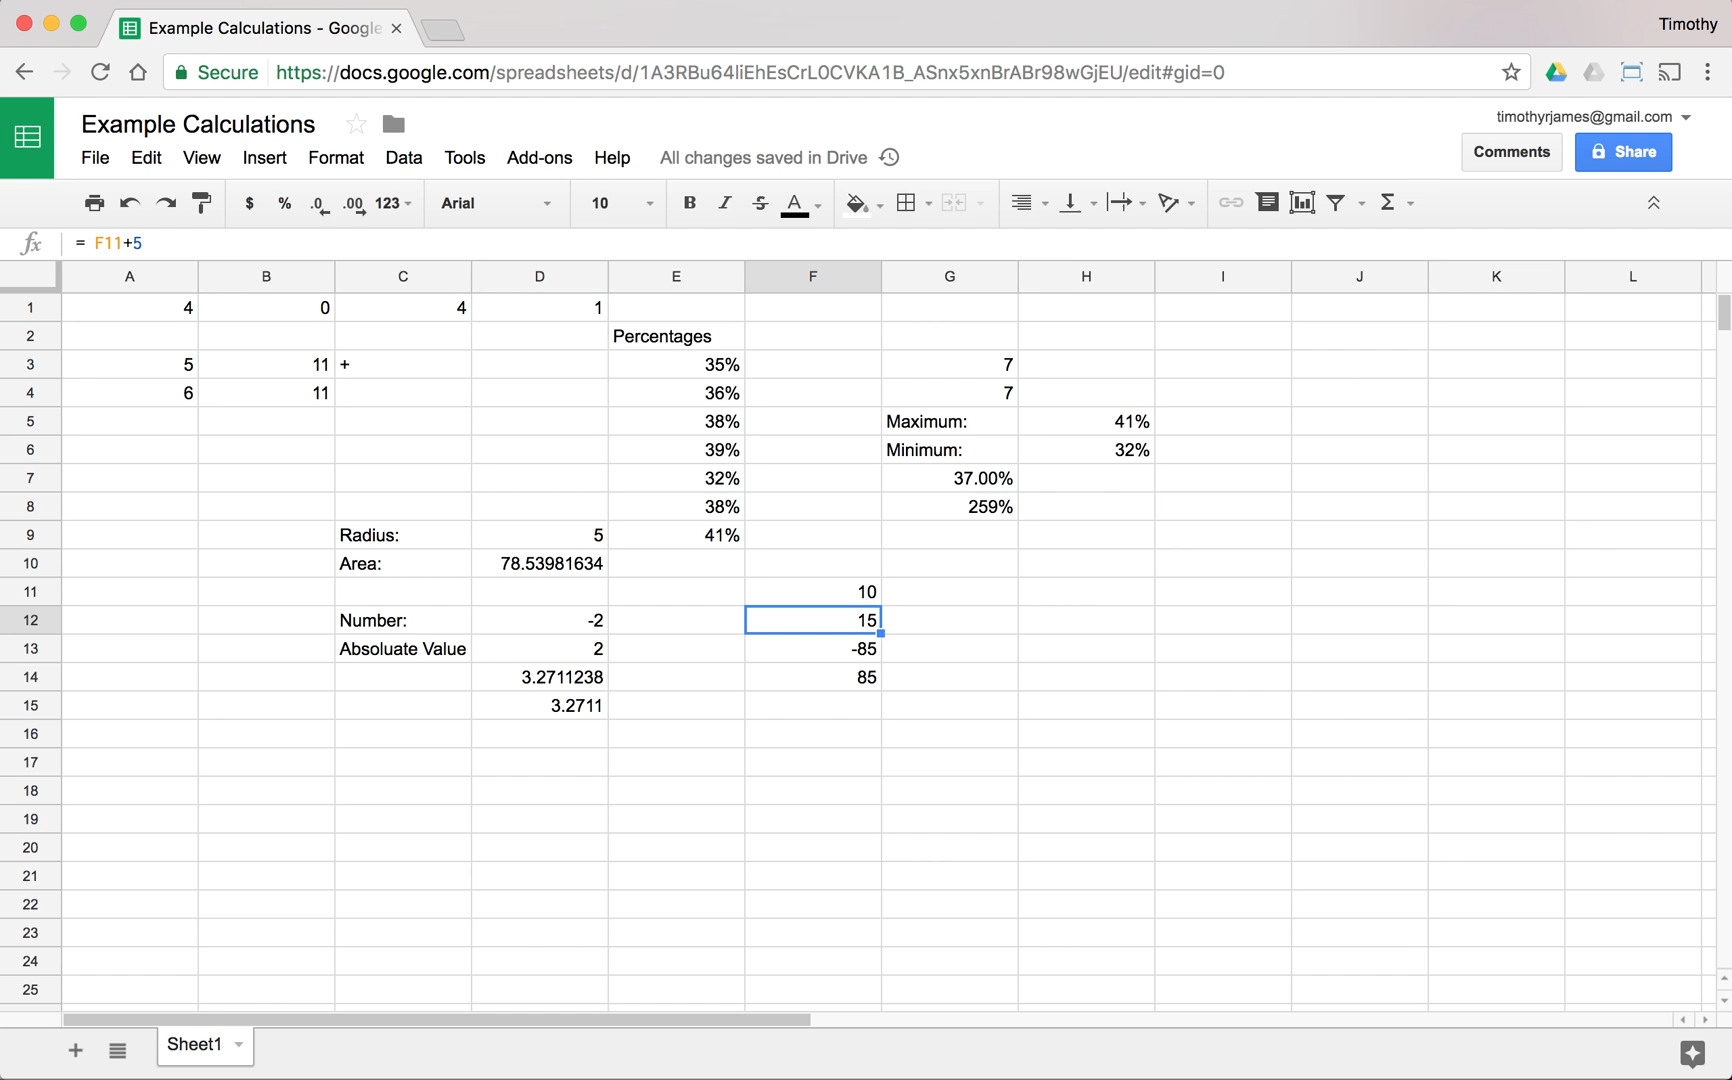 Example Calculations - Google
Timothy
Secure https://docs.google.com/spreadsheets/d/1A3RBu64liEhEsCrL0CVKA1B_ASnx5xnBrABr98wGjEU/edit#gid=0
Example Calculations
timothyrjames@gmail.com
File Edit View Insert Format Data Tools Add-ons Help All changes saved in Drive
Comments Share
$ % .0 .00 123 Arial 10 B I S A Σ
fx = F11+5
A B C D E F G H I J K L
1 4 0 4 1
2 Percentages
3 5 11 + 35% 7
4 6 11 36% 7
5 38% Maximum: 41%
6 39% Minimum: 32%
7 32% 37.00%
8 38% 259%
9 Radius: 5 41%
10 Area: 78.53981634
11 10
12 Number: -2 15
13 Absoluate Value 2 -85
14 3.2711238 85
15 3.2711
16
17
18
19
20
21
22
23
24
25
Sheet1